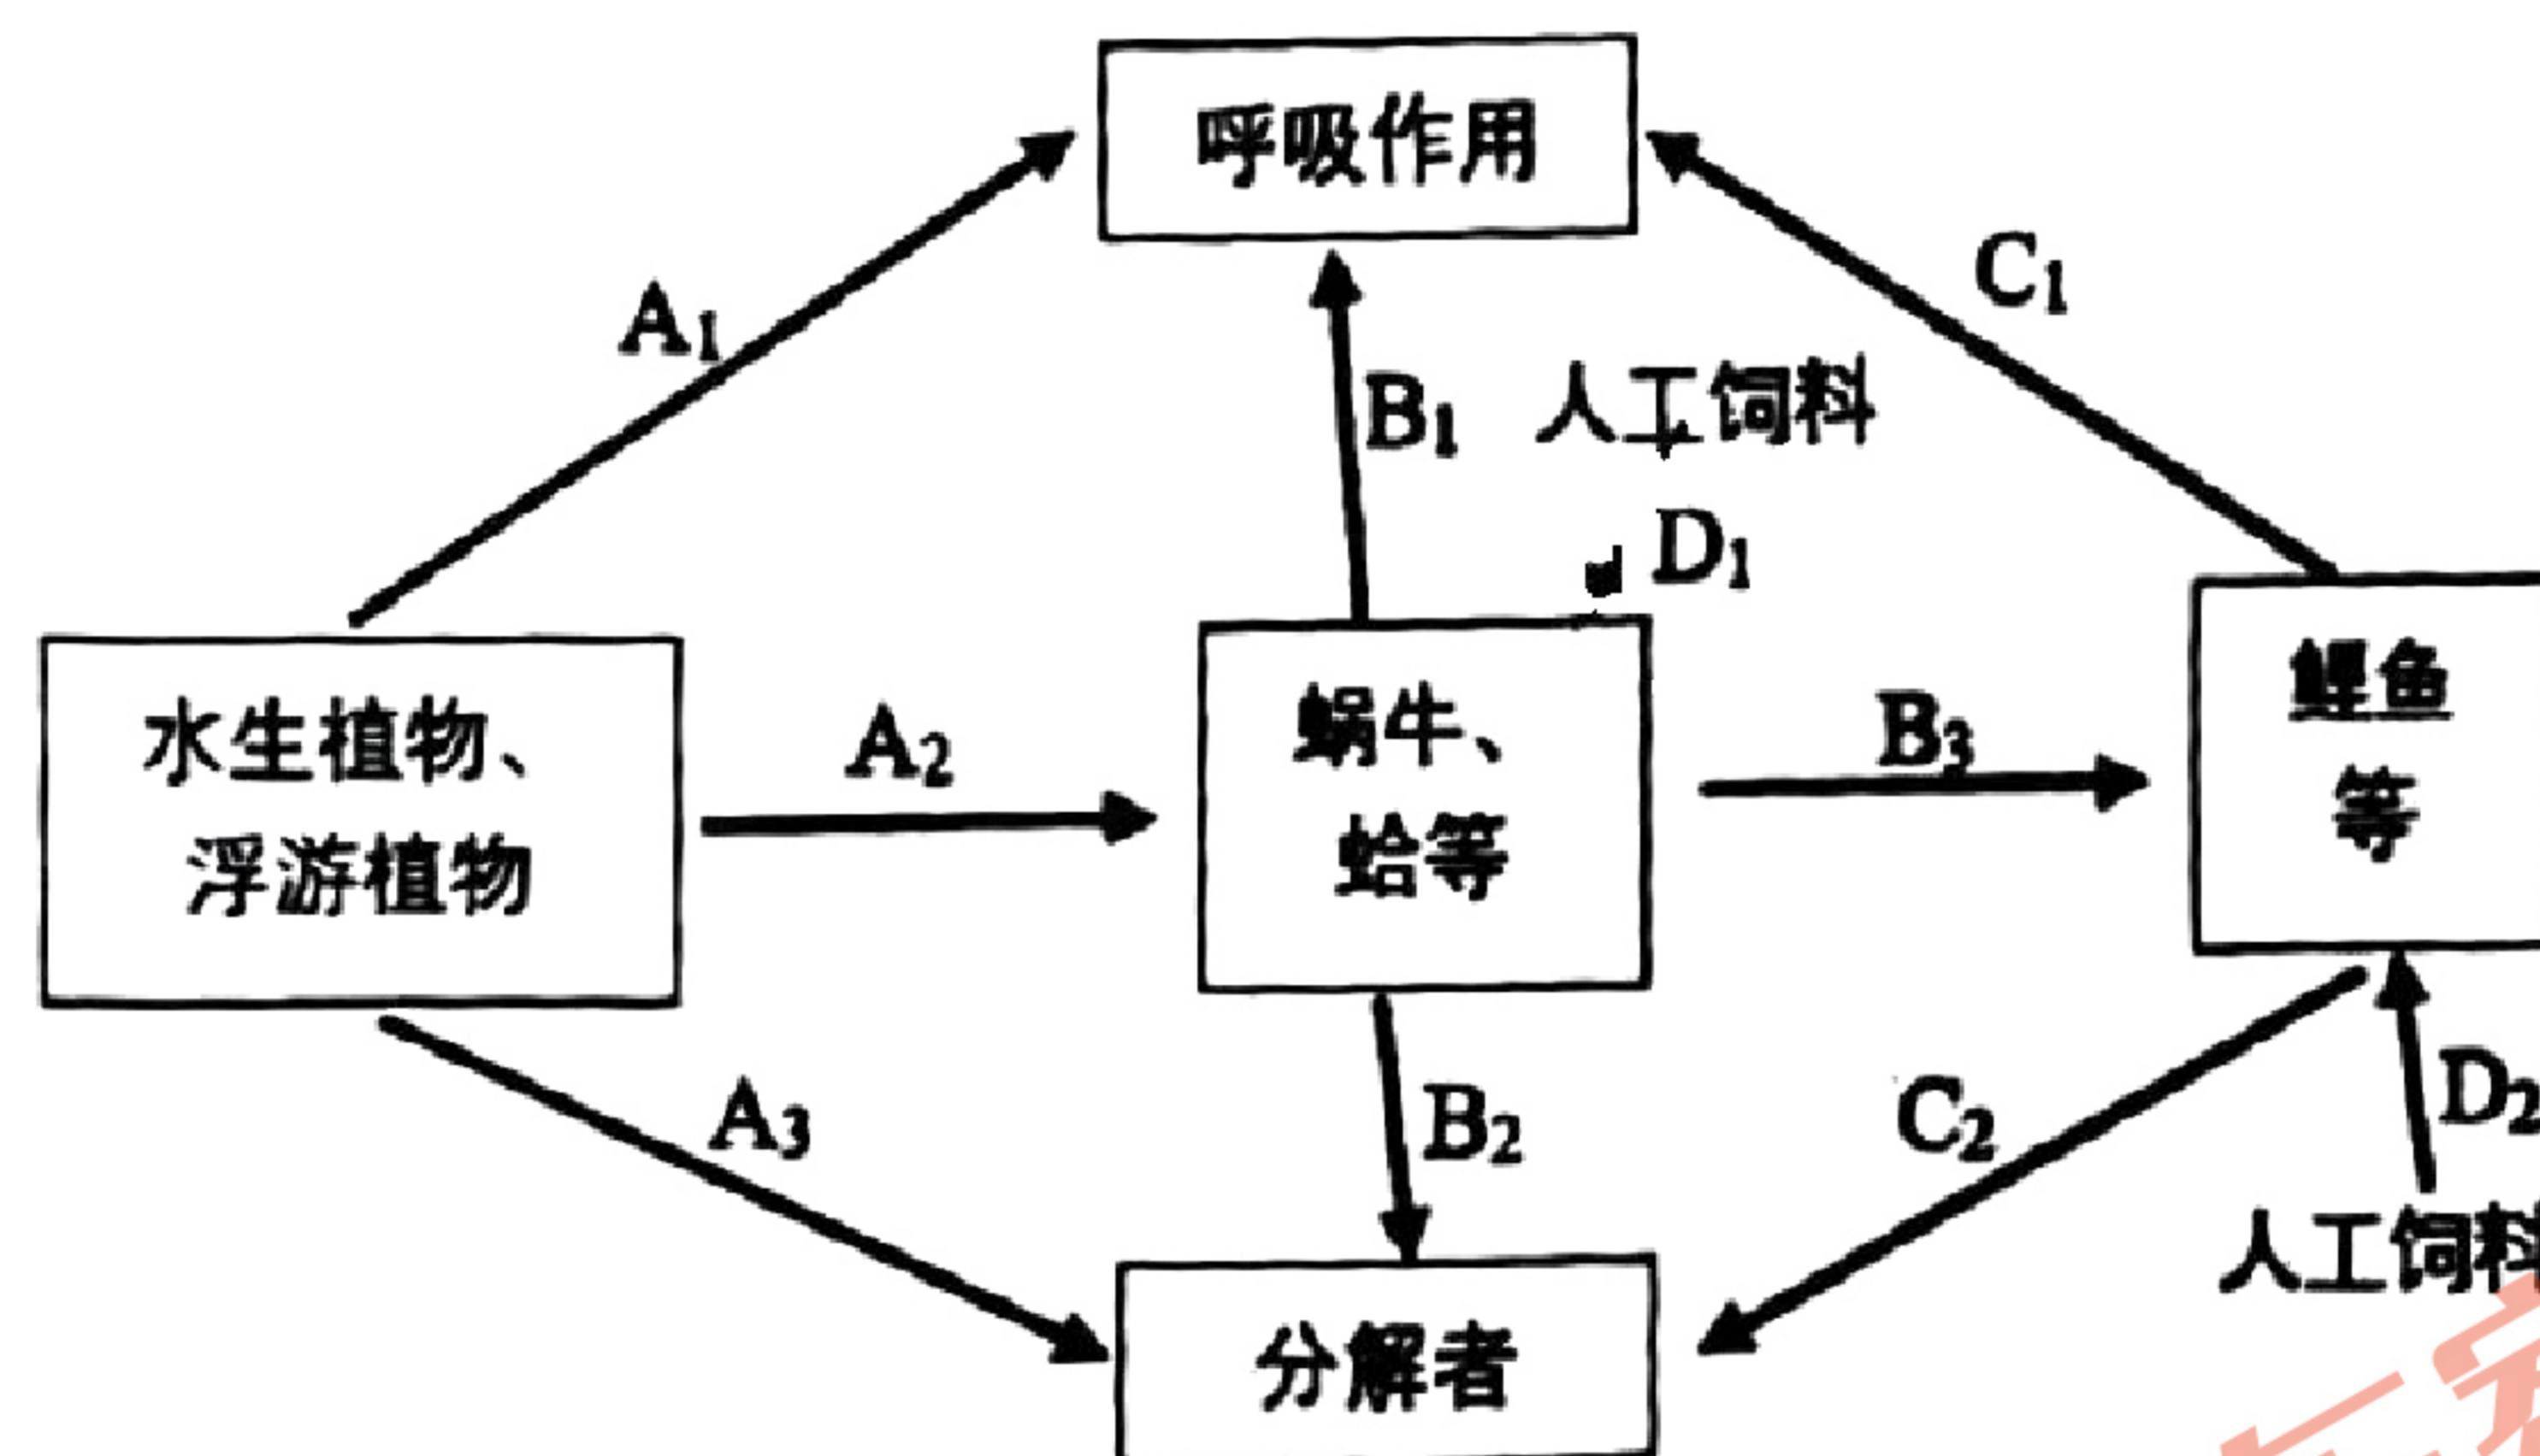 呼吸作用
A₁
C₁
B₁
人工饲料
D₁
水生植物、
浮游植物
A₂
蜗牛、
蛤等
B₃
鲤鱼
等
A₃
B₂
C₂
D₂
人工饲料
分解者